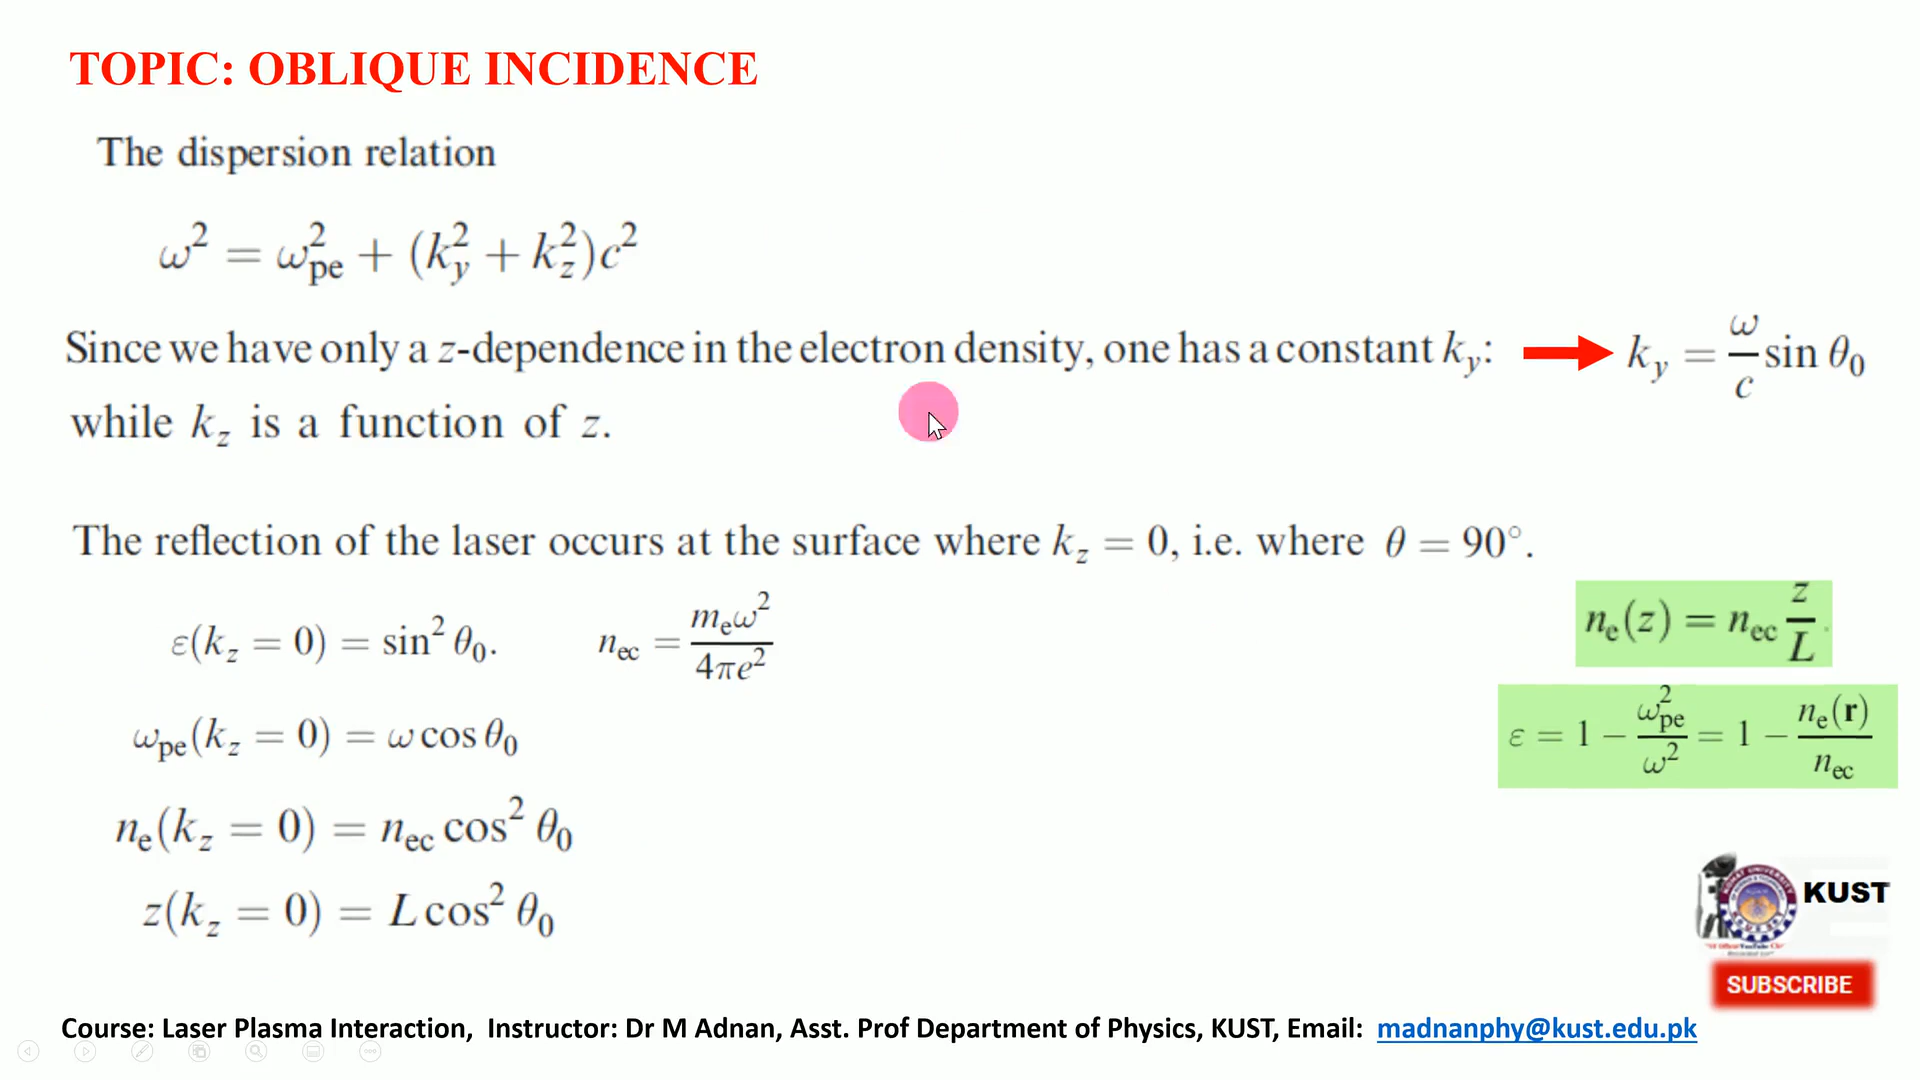 TOPIC: OBLIQUE INCIDENCE
The dispersion relation
ω² = ω²pe + (k²y + k²z)c²
Since we have only a z-dependence in the electron density, one has a constant ky: ky = ω/c sin θ₀
while kz is a function of z.
The reflection of the laser occurs at the surface where kz = 0, i.e. where θ = 90°.
ε(kz = 0) = sin² θ₀. nec = meω²/4πe²
ne(z) = nec z/L
ωpe(kz = 0) = ω cos θ₀
ε = 1 − ω²pe/ω² = 1 − ne(r)/nec
ne(kz = 0) = nec cos² θ₀
z(kz = 0) = L cos² θ₀
KUST
SUBSCRIBE
Course: Laser Plasma Interaction, Instructor: Dr M Adnan, Asst. Prof Department of Physics, KUST, Email: madnanphy@kust.edu.pk